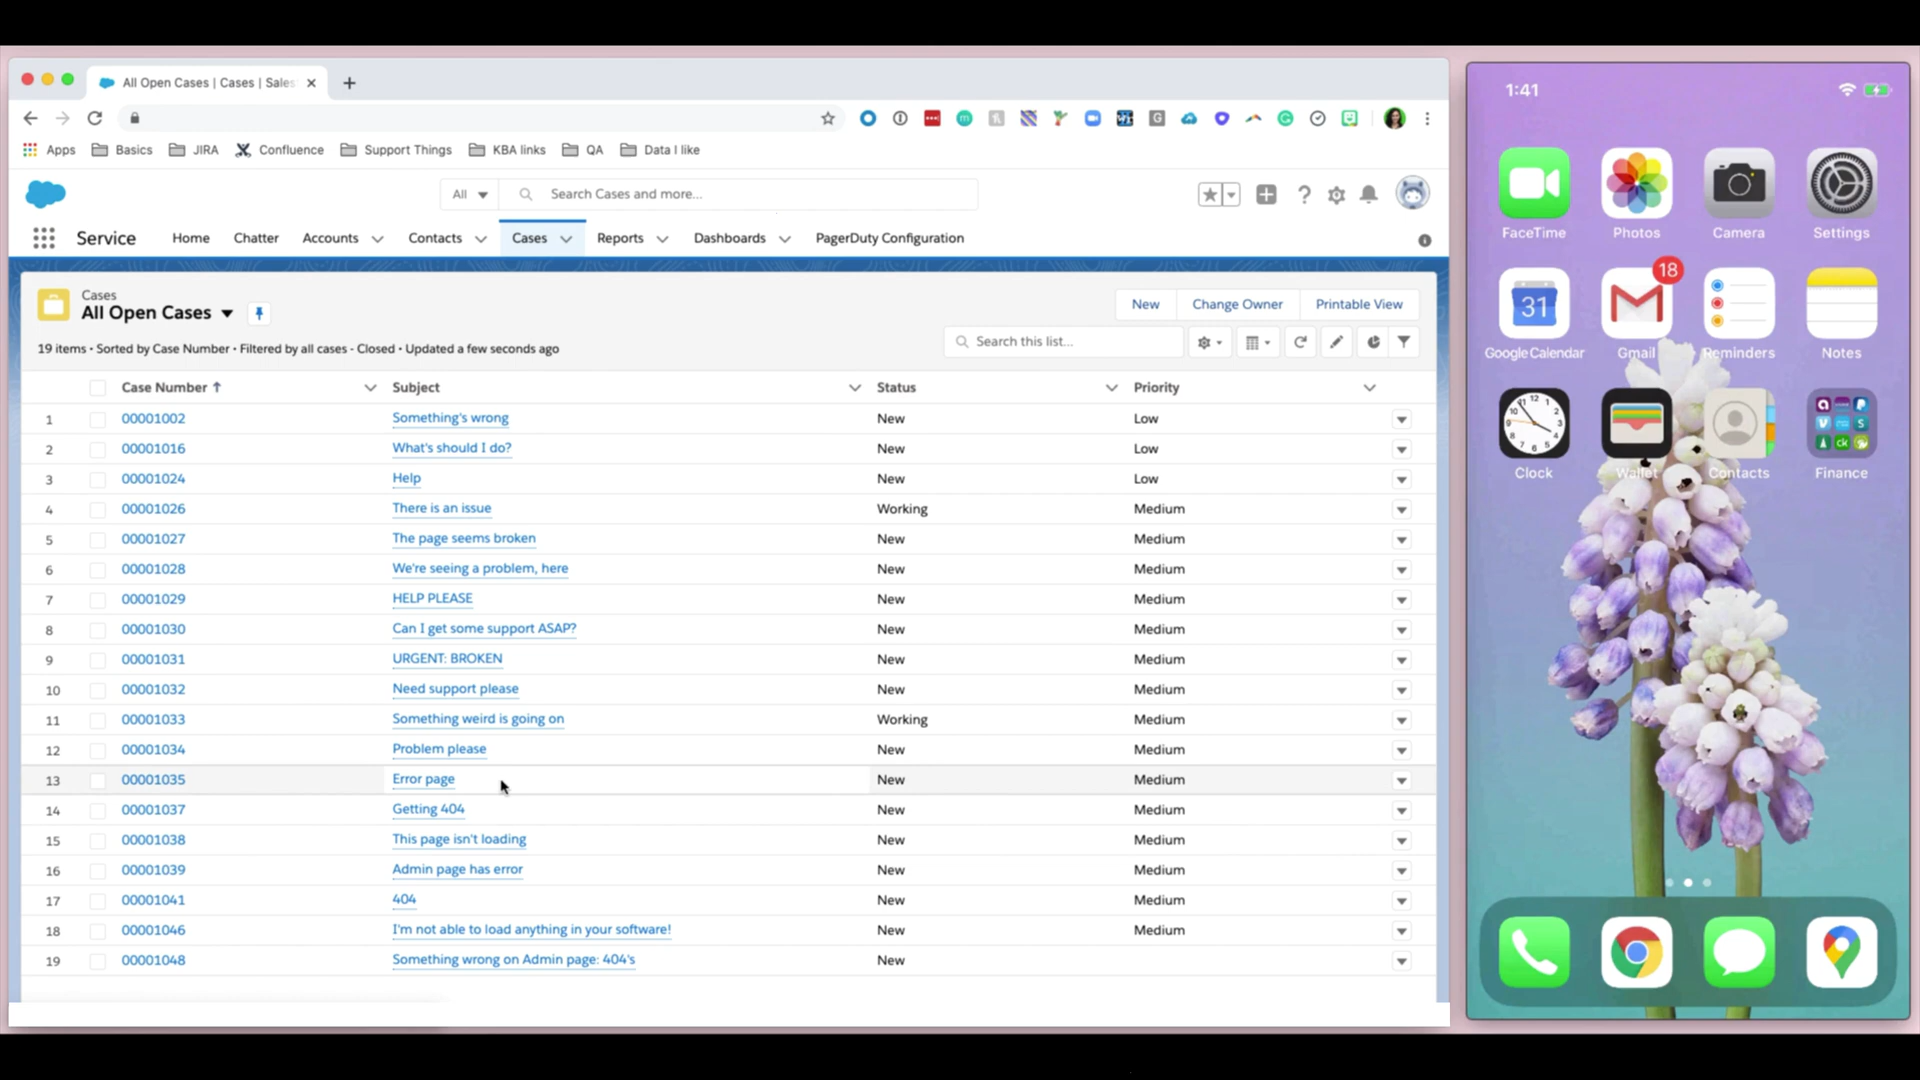 All Open Cases | Cases | Sales
Apps Basics JIRA Confluence Support Things KBA links QA Data I like
All Search Cases and more...
Service Home Chatter Accounts Contacts Cases Reports Dashboards PagerDuty Configuration
Cases
All Open Cases
New Change Owner Printable View
19 items • Sorted by Case Number • Filtered by all cases - Closed • Updated a few seconds ago
Search this list...
Case Number Subject Status Priority
1 00001002 Something's wrong New Low
2 00001016 What's should I do? New Low
3 00001024 Help New Low
4 00001026 There is an issue Working Medium
5 00001027 The page seems broken New Medium
6 00001028 We're seeing a problem, here New Medium
7 00001029 HELP PLEASE New Medium
8 00001030 Can I get some support ASAP? New Medium
9 00001031 URGENT: BROKEN New Medium
10 00001032 Need support please New Medium
11 00001033 Something weird is going on Working Medium
12 00001034 Problem please New Medium
13 00001035 Error page New Medium
14 00001037 Getting 404 New Medium
15 00001038 This page isn't loading New Medium
16 00001039 Admin page has error New Medium
17 00001041 404 New Medium
18 00001046 I'm not able to load anything in your software! New Medium
19 00001048 Something wrong on Admin page: 404's New
1:41
FaceTime Photos Camera Settings
31 18
Google Calendar Gmail Reminders Notes
Clock Wallet Contacts Finance